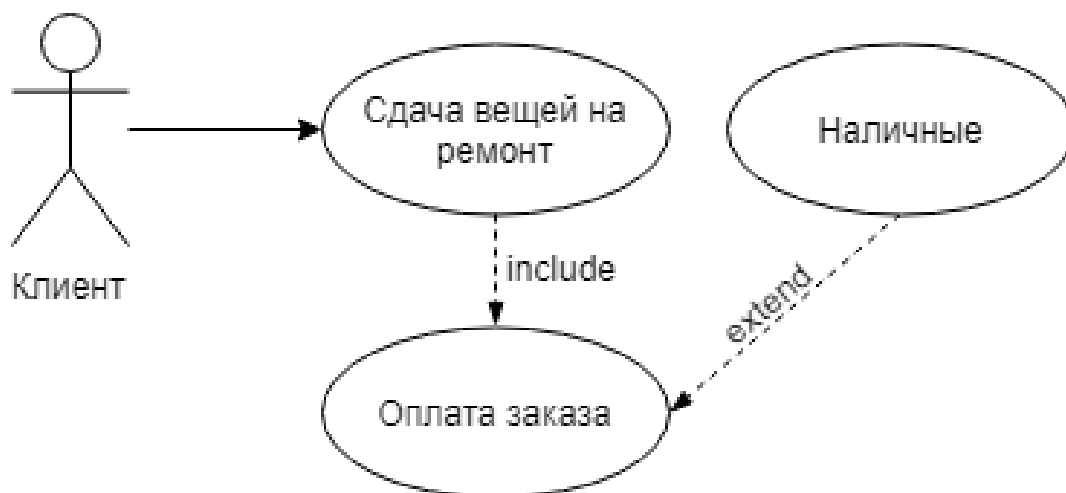 Сдача вещей на
ремонт
Наличные
Клиент
include
extend
Оплата заказа